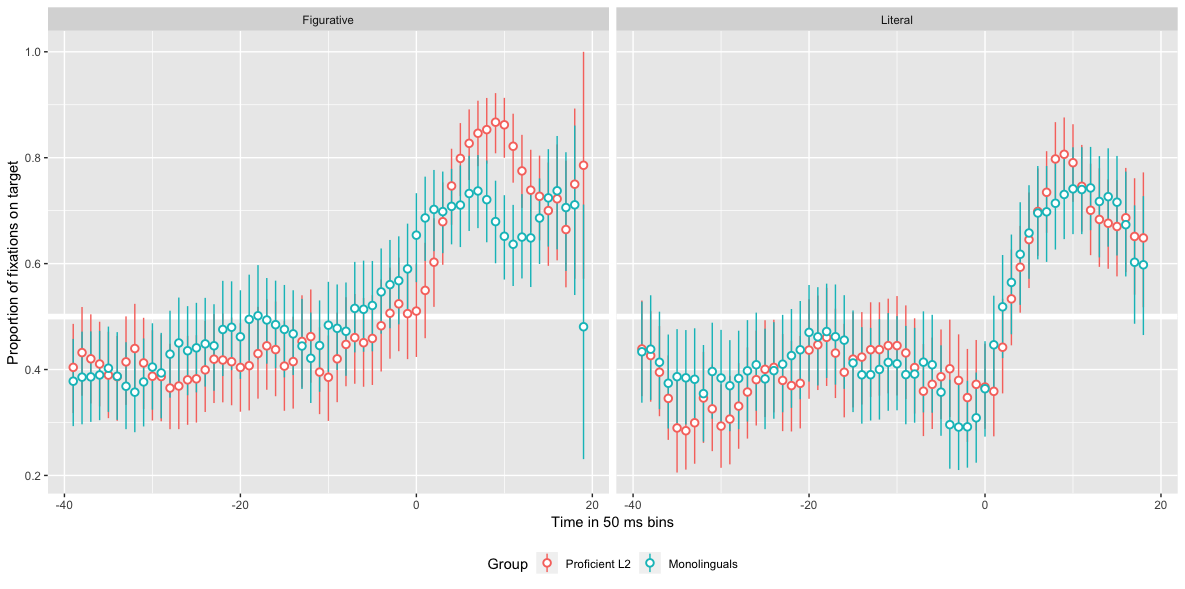 Figurative
Literal
Proportion of fixations on target
1.0
0.8
0.6
0.4
0.2
-40 -20 0 20 -40 -20 0 20
Time in 50 ms bins
Group Proficient L2 Monolinguals